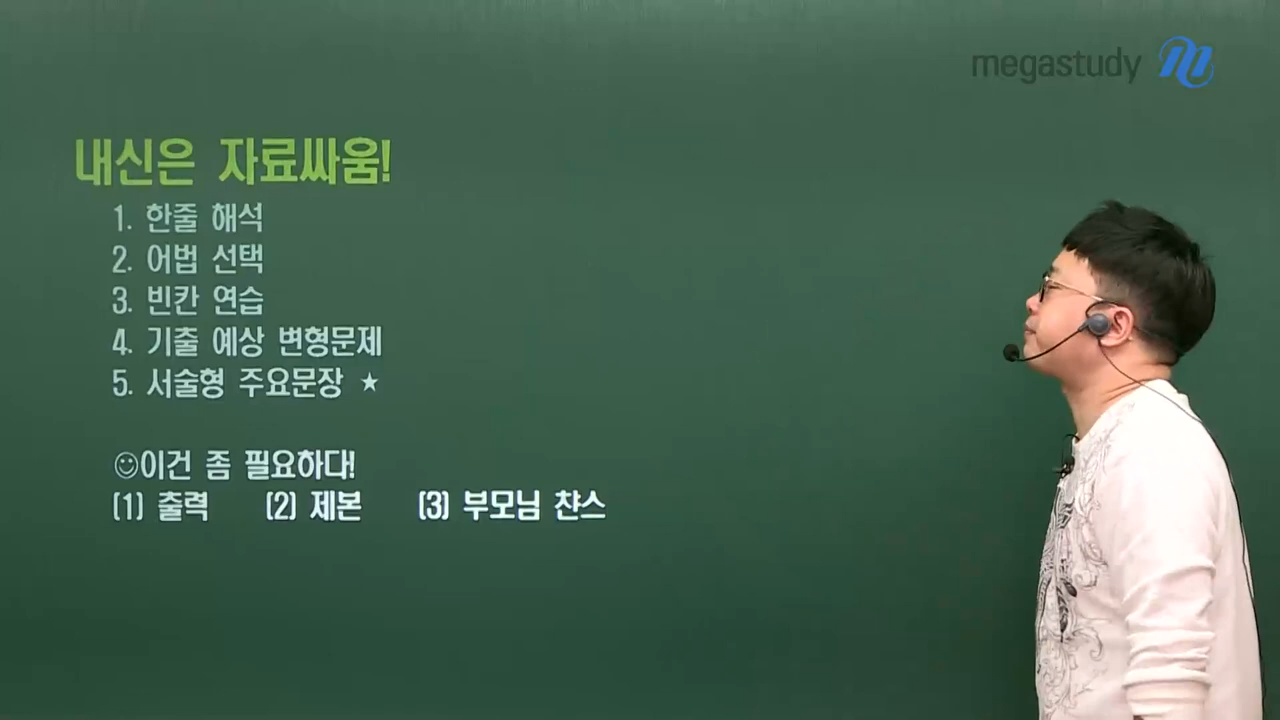 megastudy
내신은 자료싸움!
1. 한줄 해석
2. 어법 선택
3. 빈칸 연습
4. 기출 예상 변형문제
5. 서술형 주요문장 ★
☺이건 좀 필요하다!
(1) 출력 (2) 제본 (3) 부모님 찬스